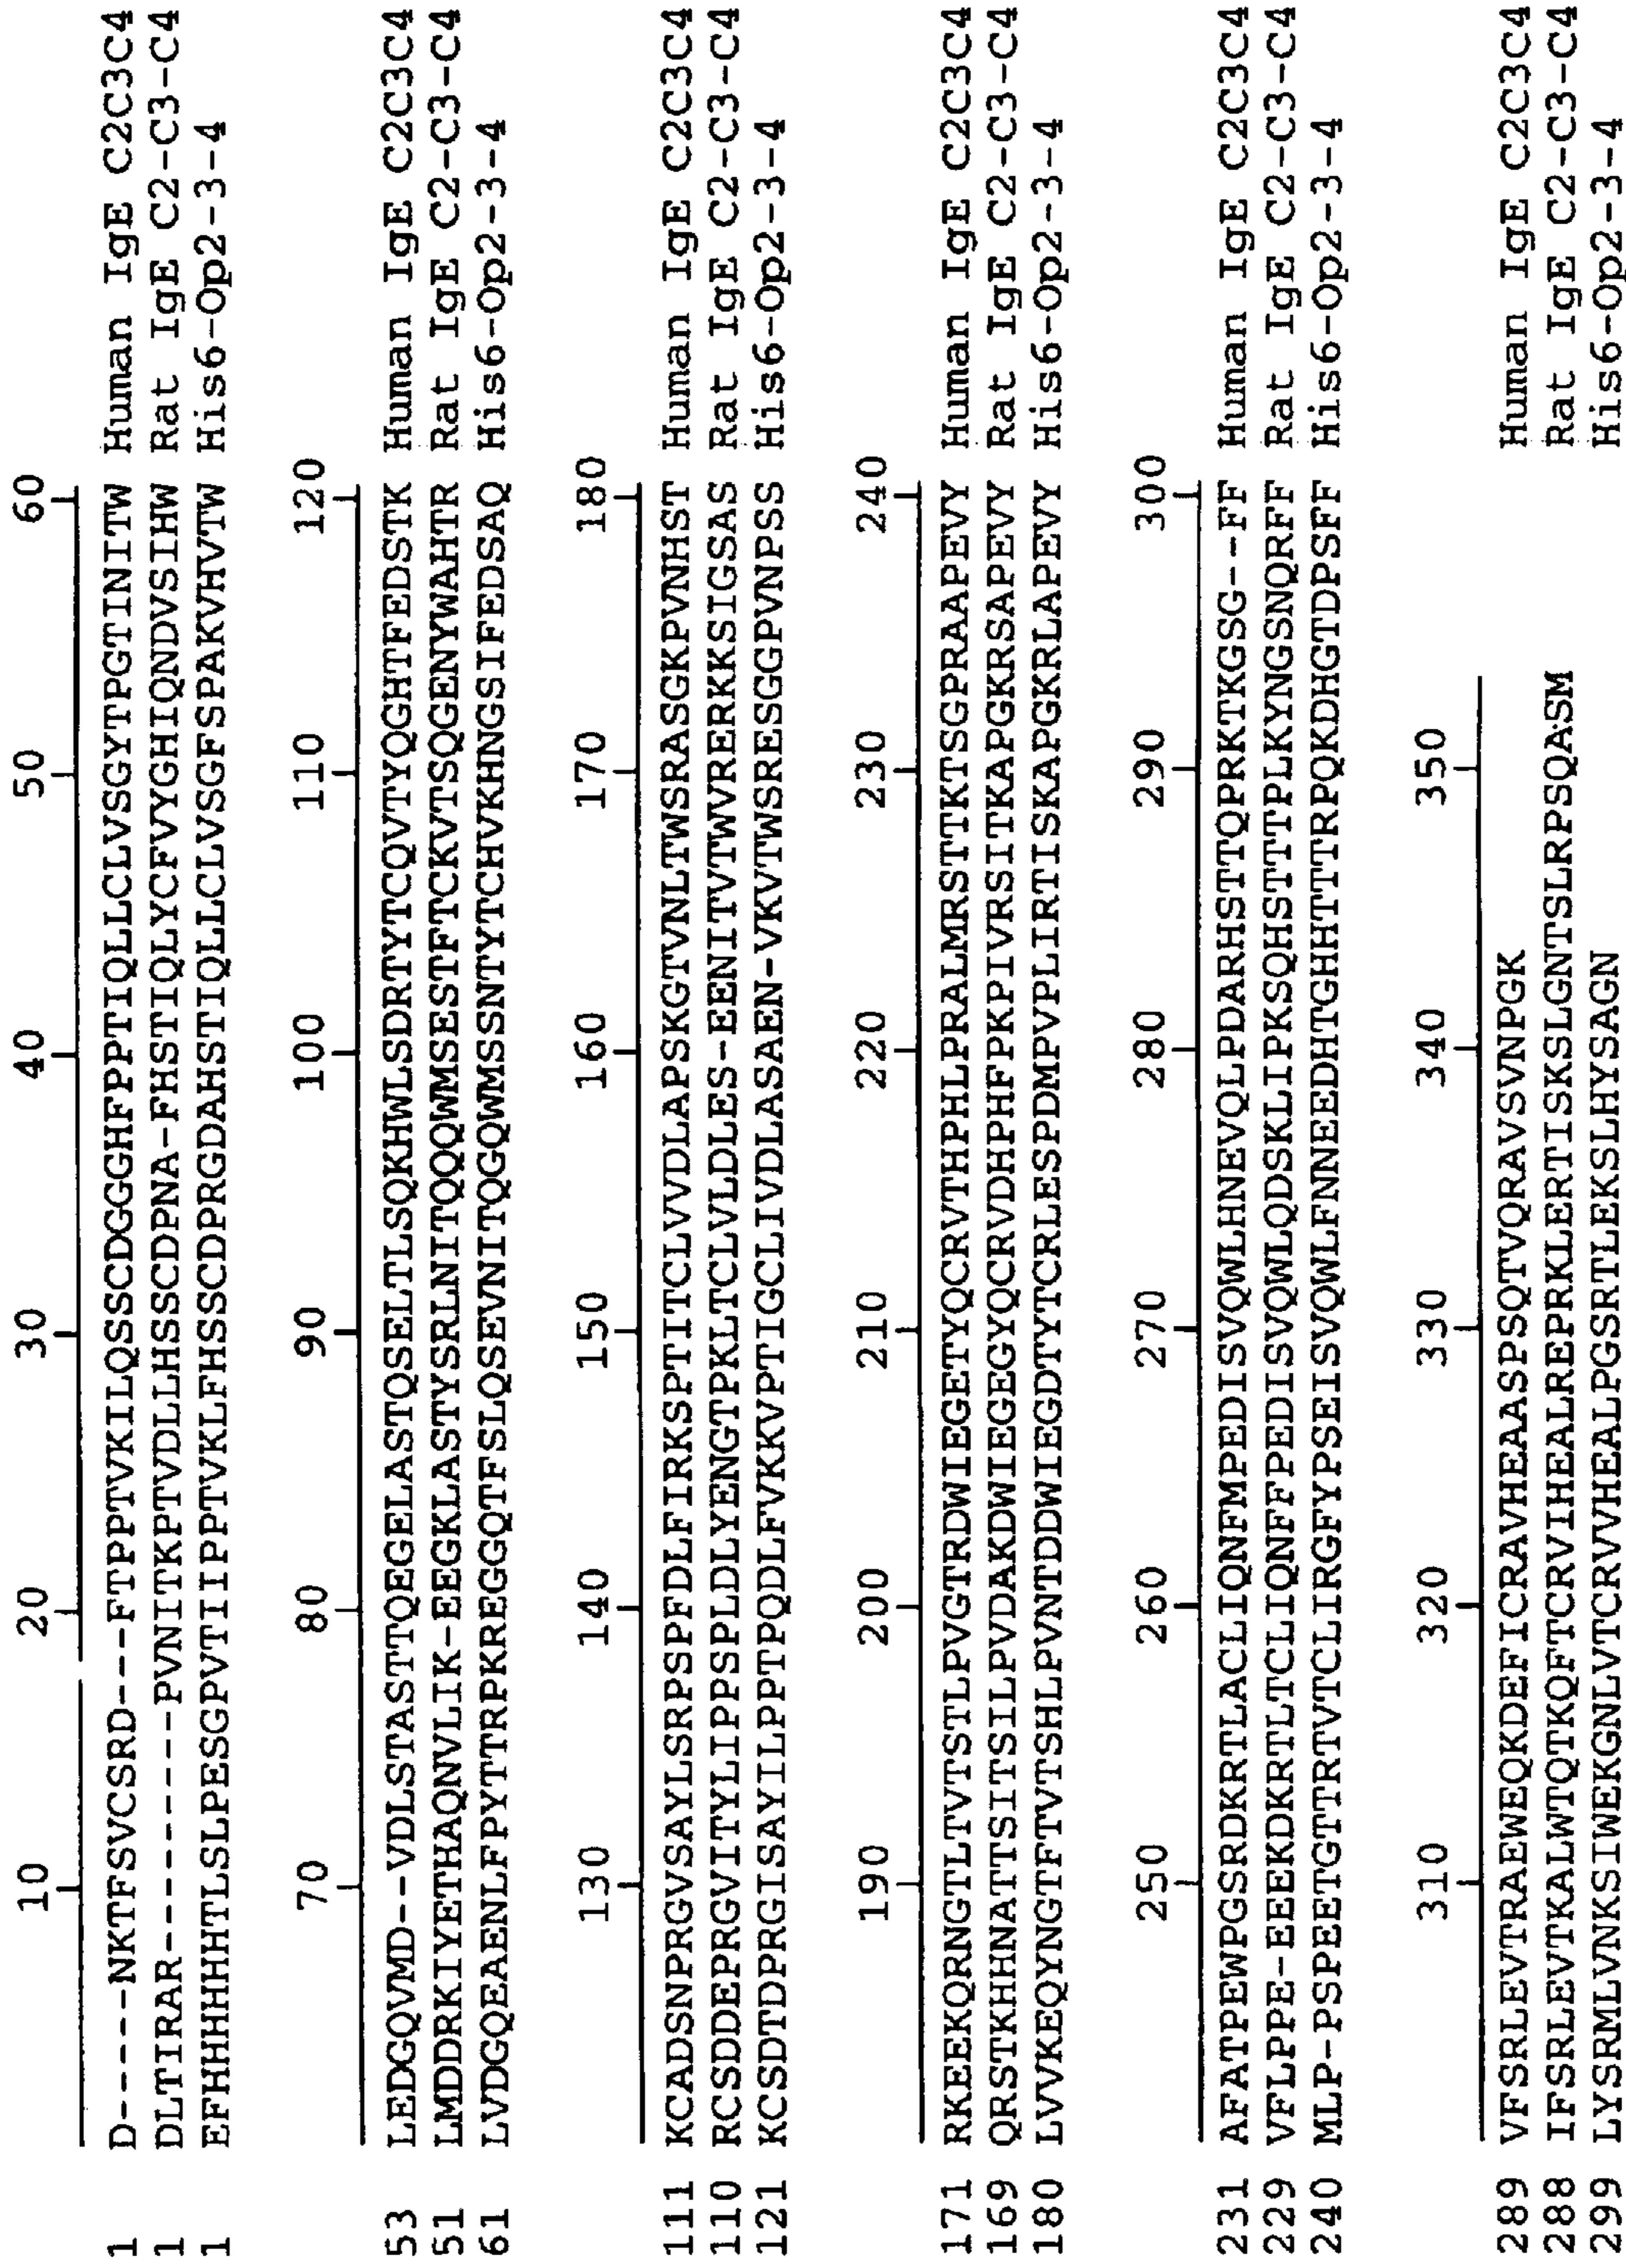 10 20 30 40 50 60
1 D-----NKTFSVCSRD---FTPPTVKILQSSCDGGGHFPPTIQLLCLVSGYTPGTINITW Human IgE C2C3C4
1 DLTIRAR---------PVNITKPTVDLLHSSCDPNA-FHSTIQLYCFVYGHIQNDVSIHW Rat IgE C2-C3-C4
1 EFHHHHHHTLSLPESGPVTIIPPTVKLFHSSCDPRGDAHSTIQLLCLVSGFSPAKVHVTW His6-Op2-3-4
70 80 90 100 110 120
53 LEDGQVMD--VDLSTASTTQEGELASTQSELTLSQKHWLSDRTYTCQVTYQGHTFEDSTK Human IgE C2C3C4
51 LMDDRKIYETHAQNVLIK-EEGKLASTYSRLNITQQQWMSESTFTCKVTSQGENYWAHTR Rat IgE C2-C3-C4
61 LVDGQEAENLFPYTTRPKREGGQTFSLQSEVNITQGQWMSSNTYTCHVKHNGSIFEDSAQ His6-Op2-3-4
130 140 150 160 170 180
111 KCADSNPRGVSAYLSRPSPFDLFIRKSPTITCLVVDLAPSKGTVNLTWSRASGKPVNHST Human IgE C2C3C4
110 RCSDDEPRGVITYLIPPSPLDLYENGTPKLTCLVLDLES-EENITVTWVRERKKSIGSAS Rat IgE C2-C3-C4
121 KCSDTDPRGISAYILPPTPQDLFVKKVPTIGCLIVDLASAEN-VKVTWSRESGGPVNPSS His6-Op2-3-4
190 200 210 220 230 240
171 RKEEKQRNGTLTVTSTLPVGTRDWIEGETYQCRVTHPHLPRALMRSTTKTSGPRAAPEVY Human IgE C2C3C4
169 QRSTKHHNATTSITSILPVDAKDWIEGEGYQCRVDHPHFPKPIVRSITKAPGKRSAPEVY Rat IgE C2-C3-C4
180 LVVKEQYNGTFTVTSHLPVNTDDWIEGDTYTCRLESPDMPVPLIRTISKAPGKRLAPEVY His6-Op2-3-4
250 260 270 280 290 300
231 AFATPEWPGSRDKRTLACLIQNFMPEDISVQWLHNEVQLPDARHSTTQPRKTKGSG--FF Human IgE C2C3C4
229 VFLPPE-EEEKDKRTLTCLIQNFFPEDISVQWLQDSKLIPKSQHSTTTPLKYNGSNQRFF Rat IgE C2-C3-C4
240 MLP-PSPEETGTTRTVTCLIRGFYPSEISVQWLFNNEEDHTGHHTTTRPQKDHGTDPSFF His6-Op2-3-4
310 320 330 340 350
289 VFSRLEVTRAEWEQKDEFICRAVHEAASPSQTVQRAVSVNPGK Human IgE C2C3C4
288 IFSRLEVTKALWTQTKQFTCRVIHEALREPRKLERTISKSLGNTSLRPSQASM Rat IgE C2-C3-C4
299 LYSRMLVNKSIWEKGNLVTCRVVHEALPGSRTLEKSLHYSAGN His6-Op2-3-4